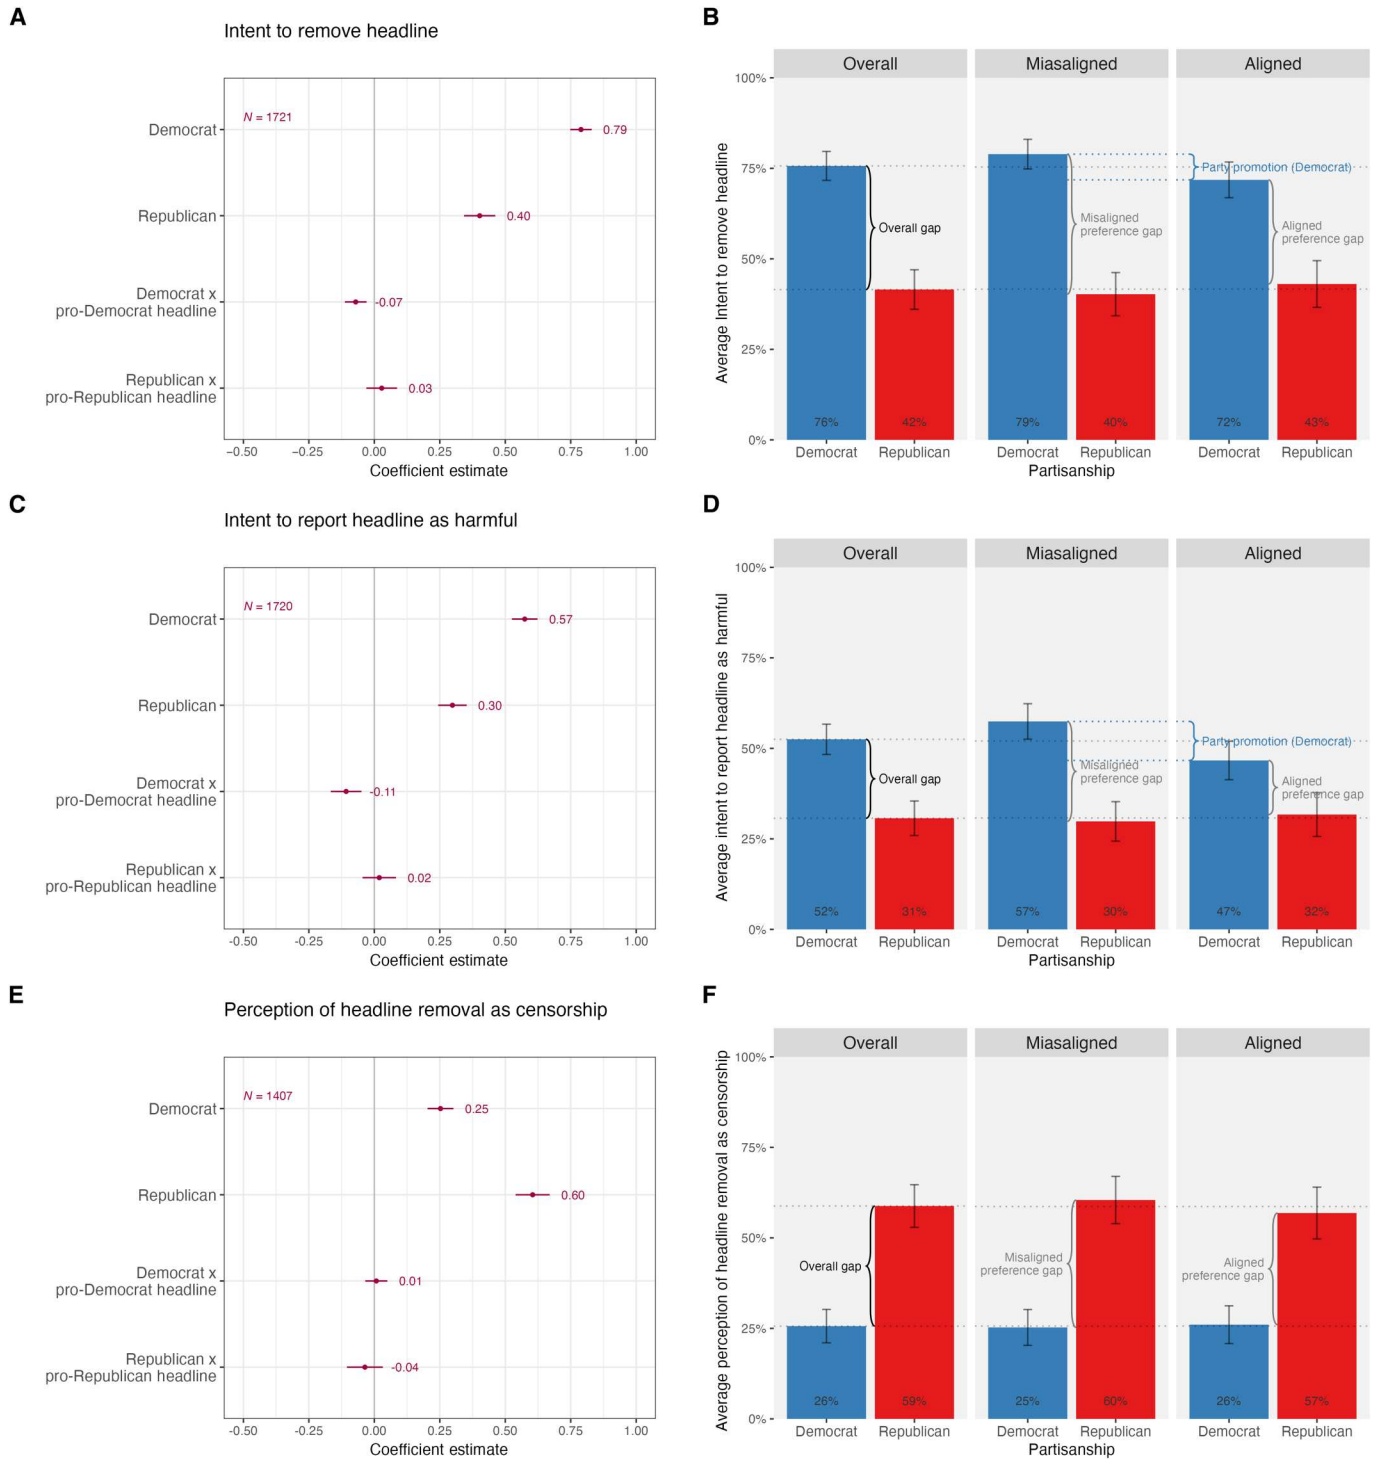 A
Intent to remove headline
N = 1721
Democrat
0.79
Republican
0.40
Democrat x
pro-Democrat headline
-0.07
Republican x
pro-Republican headline
0.03
−0.50 −0.25 0.00 0.25 0.50 0.75 1.00
Coefficient estimate
B
Overall Miasaligned Aligned
Average Intent to remove headline
100%
75%
50%
25%
0%
Party promotion (Democrat)
Overall gap
Misaligned
preference gap
Aligned
preference gap
76% 42% 79% 40% 72% 43%
Democrat Republican Democrat Republican Democrat Republican
Partisanship
C
Intent to report headline as harmful
N = 1720
Democrat
0.57
Republican
0.30
Democrat x
pro-Democrat headline
-0.11
Republican x
pro-Republican headline
0.02
-0.50 -0.25 0.00 0.25 0.50 0.75 1.00
Coefficient estimate
D
Overall Miasaligned Aligned
Average intent to report headline as harmful
100%
75%
50%
25%
0%
Party promotion (Democrat)
Overall gap
Misaligned
preference gap
Aligned
preference gap
52% 31% 57% 30% 47% 32%
Democrat Republican Democrat Republican Democrat Republican
Partisanship
E
Perception of headline removal as censorship
N = 1407
Democrat
0.25
Republican
0.60
Democrat x
pro-Democrat headline
0.01
Republican x
pro-Republican headline
-0.04
-0.50 -0.25 0.00 0.25 0.50 0.75 1.00
Coefficient estimate
F
Overall Miasaligned Aligned
Average perception of headline removal as censorship
100%
75%
50%
25%
0%
Overall gap
Misaligned
preference gap
Aligned
preference gap
26% 59% 25% 60% 26% 57%
Democrat Republican Democrat Republican Democrat Republican
Partisanship